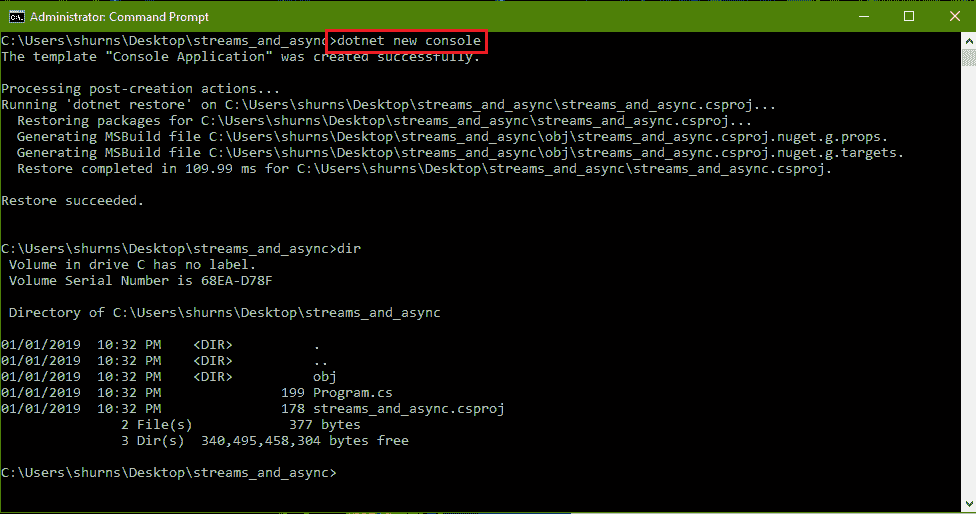 Administrator: Command Prompt
C:\Users\shurns\Desktop\streams_and_async>dotnet new console
The template "Console Application" was created successfully.
Processing post-creation actions...
Running 'dotnet restore' on C:\Users\shurns\Desktop\streams_and_async\streams_and_async.csproj...
  Restoring packages for C:\Users\shurns\Desktop\streams_and_async\streams_and_async.csproj...
  Generating MSBuild file C:\Users\shurns\Desktop\streams_and_async\obj\streams_and_async.csproj.nuget.g.props.
  Generating MSBuild file C:\Users\shurns\Desktop\streams_and_async\obj\streams_and_async.csproj.nuget.g.targets.
  Restore completed in 109.99 ms for C:\Users\shurns\Desktop\streams_and_async\streams_and_async.csproj.
Restore succeeded.
C:\Users\shurns\Desktop\streams_and_async>dir
 Volume in drive C has no label.
 Volume Serial Number is 68EA-D78F
 Directory of C:\Users\shurns\Desktop\streams_and_async
01/01/2019  10:32 PM    <DIR>          .
01/01/2019  10:32 PM    <DIR>          ..
01/01/2019  10:32 PM    <DIR>          obj
01/01/2019  10:32 PM               199 Program.cs
01/01/2019  10:32 PM               178 streams_and_async.csproj
               2 File(s)            377 bytes
               3 Dir(s)  340,495,458,304 bytes free
C:\Users\shurns\Desktop\streams_and_async>